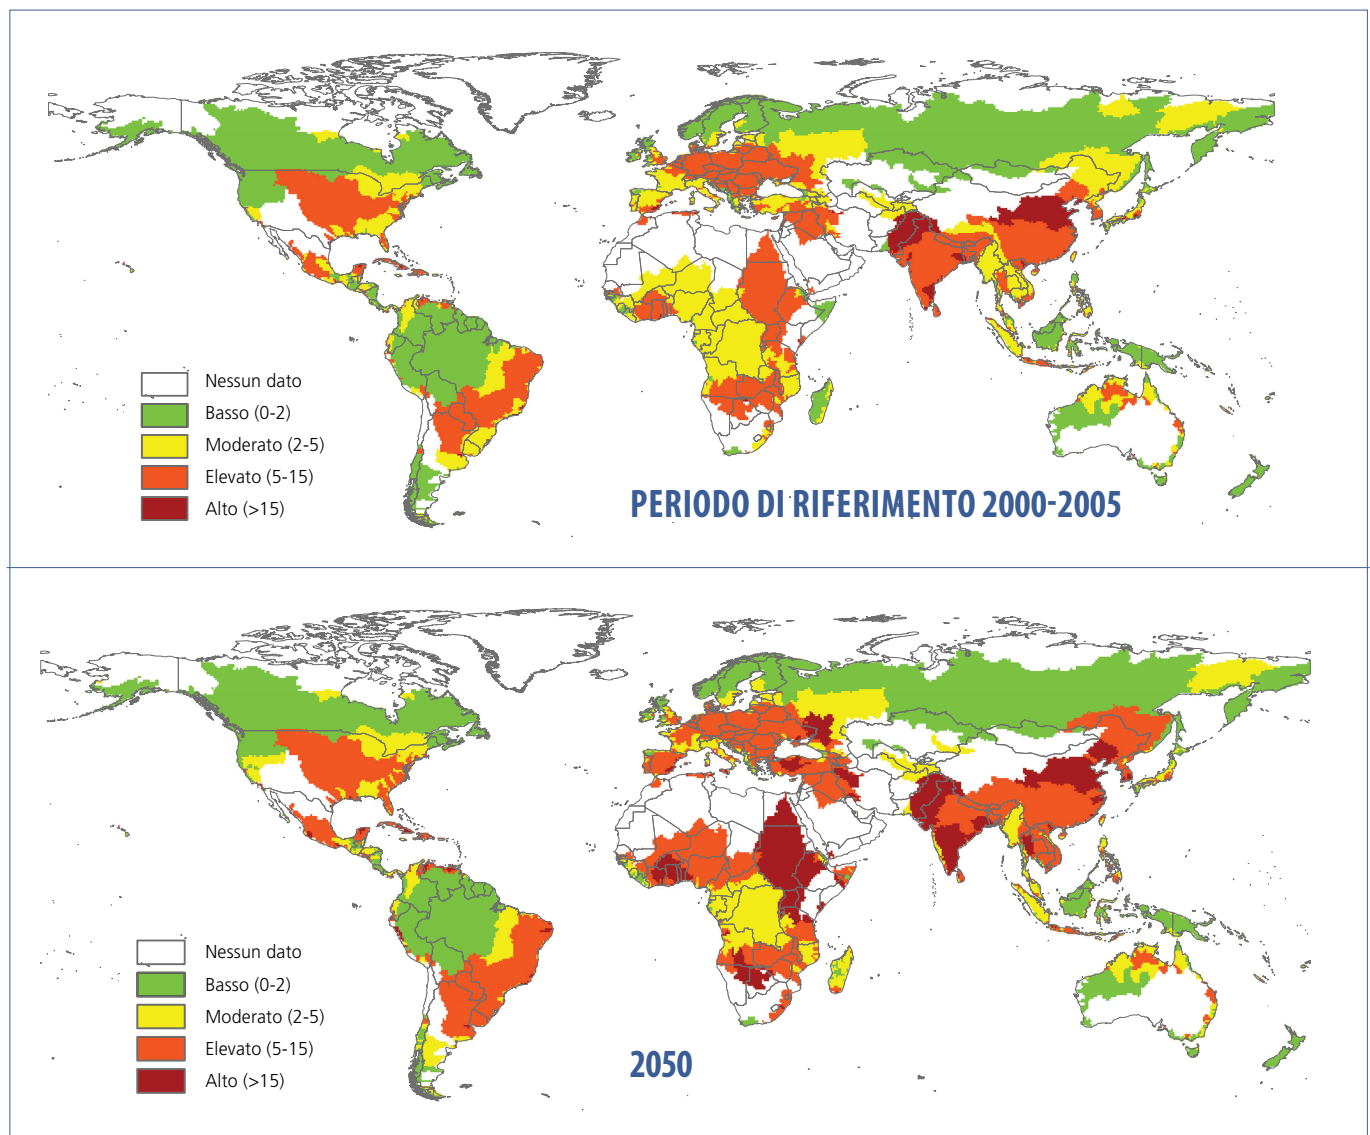 Nessun dato
Basso (0-2)
Moderato (2-5)
Elevato (5-15)
Alto (>15)
PERIODO DI RIFERIMENTO 2000-2005
Nessun dato
Basso (0-2)
Moderato (2-5)
Elevato (5-15)
Alto (>15)
2050